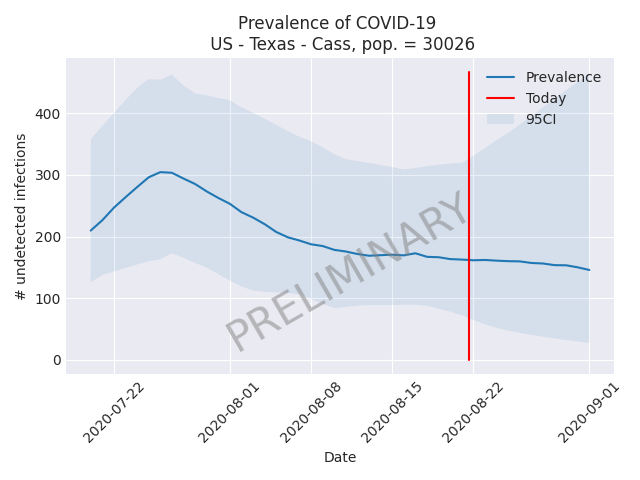 Prevalence of COVID-19
US - Texas - Cass, pop. = 30026
Prevalence
Today
95CI
# undetected infections
400
300
200
100
0
PRELIMINARY
2020-07-22
2020-08-01
2020-08-08
2020-08-15
2020-08-22
2020-09-01
Date